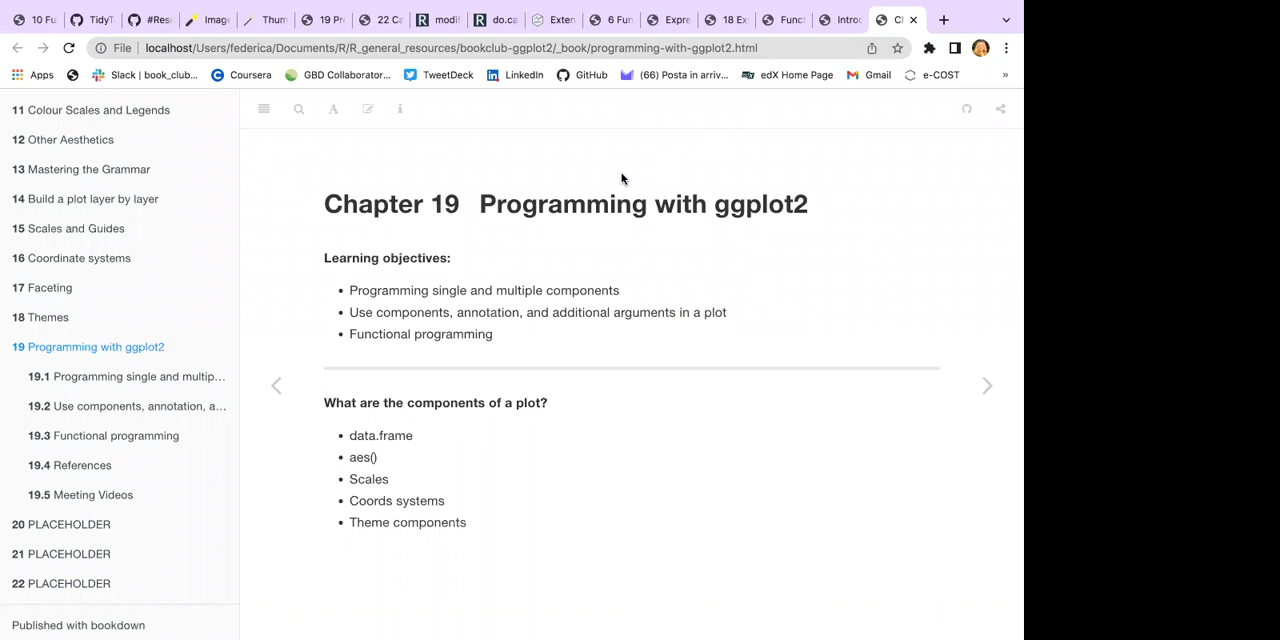 10 Fu TidyT #Res Image Thum 19 Pr 22 Ca modif do.ca Exten 6 Fun Expre 18 Ex Funct Introd Ch
File localhost/Users/federica/Documents/R/R_general_resources/bookclub-ggplot2/_book/programming-with-ggplot2.html
Apps Slack | book_club... Coursera GBD Collaborator... TweetDeck LinkedIn GitHub (66) Posta in arriv... edX Home Page Gmail e-COST »
11 Colour Scales and Legends
12 Other Aesthetics
13 Mastering the Grammar
14 Build a plot layer by layer
15 Scales and Guides
16 Coordinate systems
17 Faceting
18 Themes
19 Programming with ggplot2
19.1 Programming single and multip...
19.2 Use components, annotation, a...
19.3 Functional programming
19.4 References
19.5 Meeting Videos
20 PLACEHOLDER
21 PLACEHOLDER
22 PLACEHOLDER
Published with bookdown
Chapter 19 Programming with ggplot2
Learning objectives:
• Programming single and multiple components
• Use components, annotation, and additional arguments in a plot
• Functional programming
What are the components of a plot?
• data.frame
• aes()
• Scales
• Coords systems
• Theme components